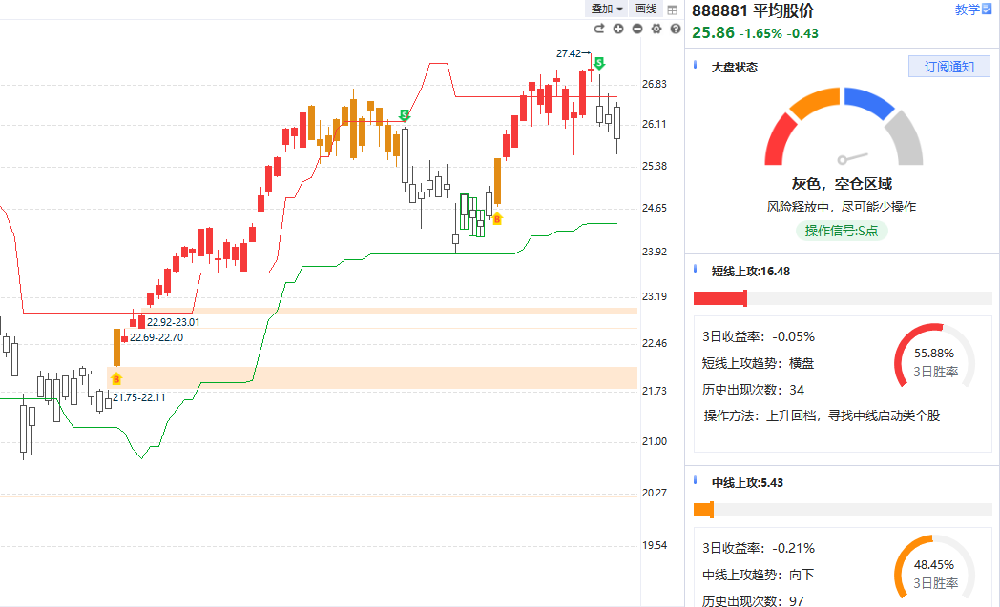 叠加 画线
27.42
S
S
B
B
22.92-23.01
22.69-22.70
21.75-22.11
26.83
26.11
25.38
24.65
23.92
23.19
22.46
21.73
21.00
20.27
19.54
888881 平均股价 教学
25.86 -1.65% -0.43
大盘状态 订阅通知
灰色，空仓区域
风险释放中，尽可能少操作
操作信号:S点
短线上攻:16.48
3日收益率：-0.05%
短线上攻趋势：横盘
历史出现次数：34
操作方法：上升回档，寻找中线启动类个股
55.88%
3日胜率
中线上攻:5.43
3日收益率：-0.21%
中线上攻趋势：向下
历史出现次数：97
48.45%
3日胜率